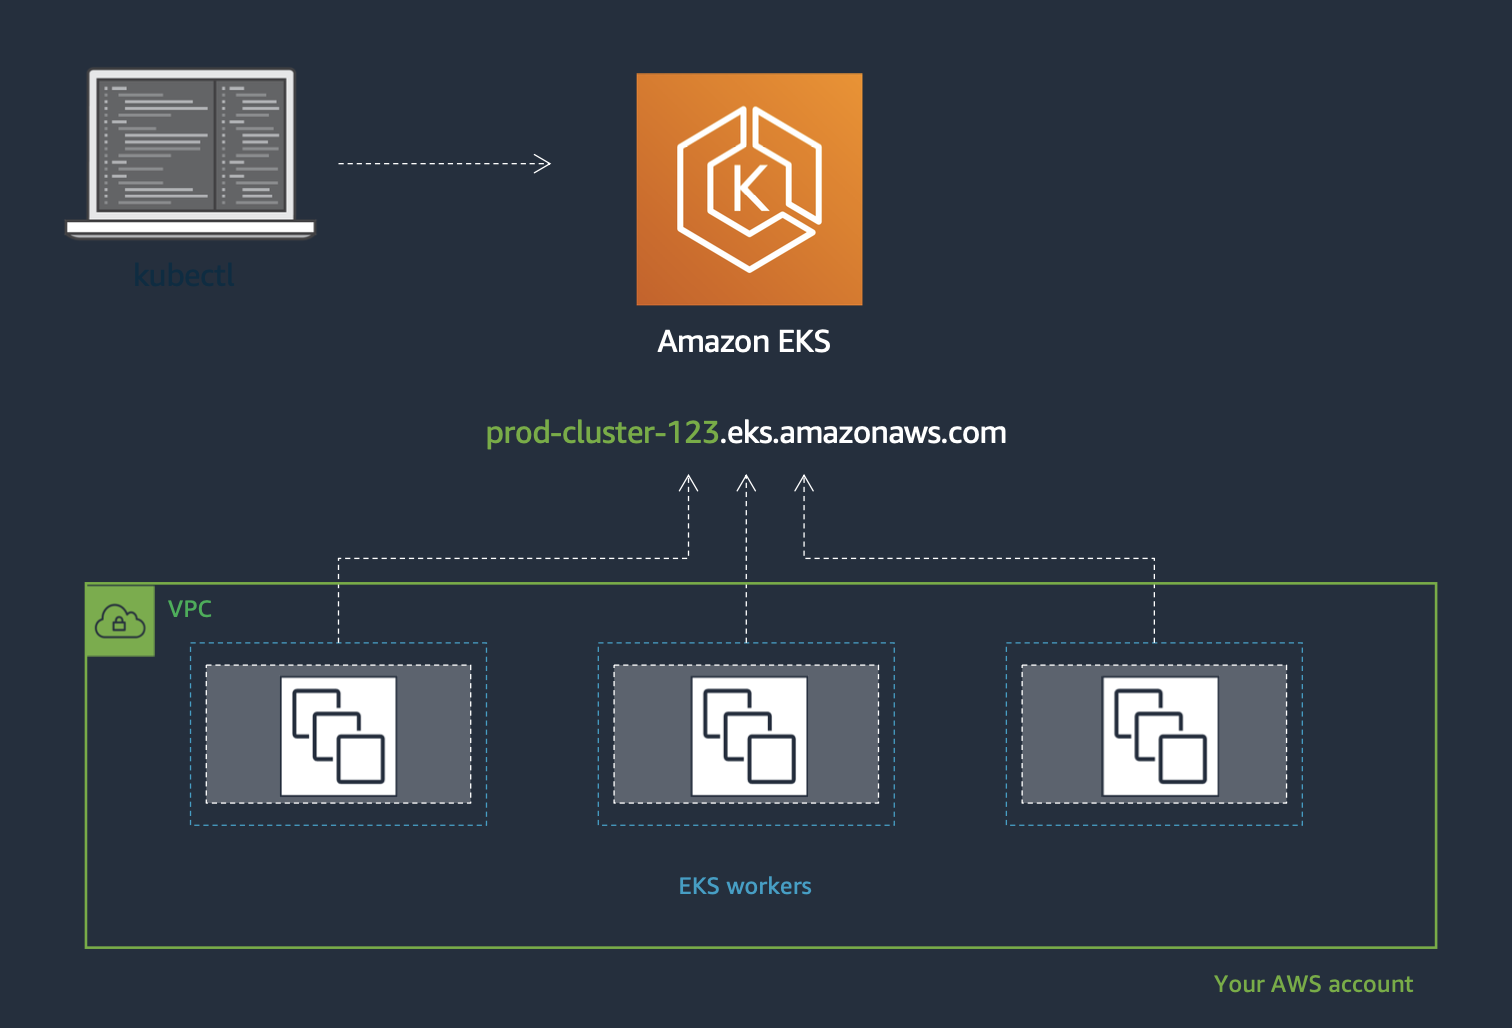 kubectl
K
Amazon EKS
prod-cluster-123.eks.amazonaws.com
VPC
EKS workers
Your AWS account